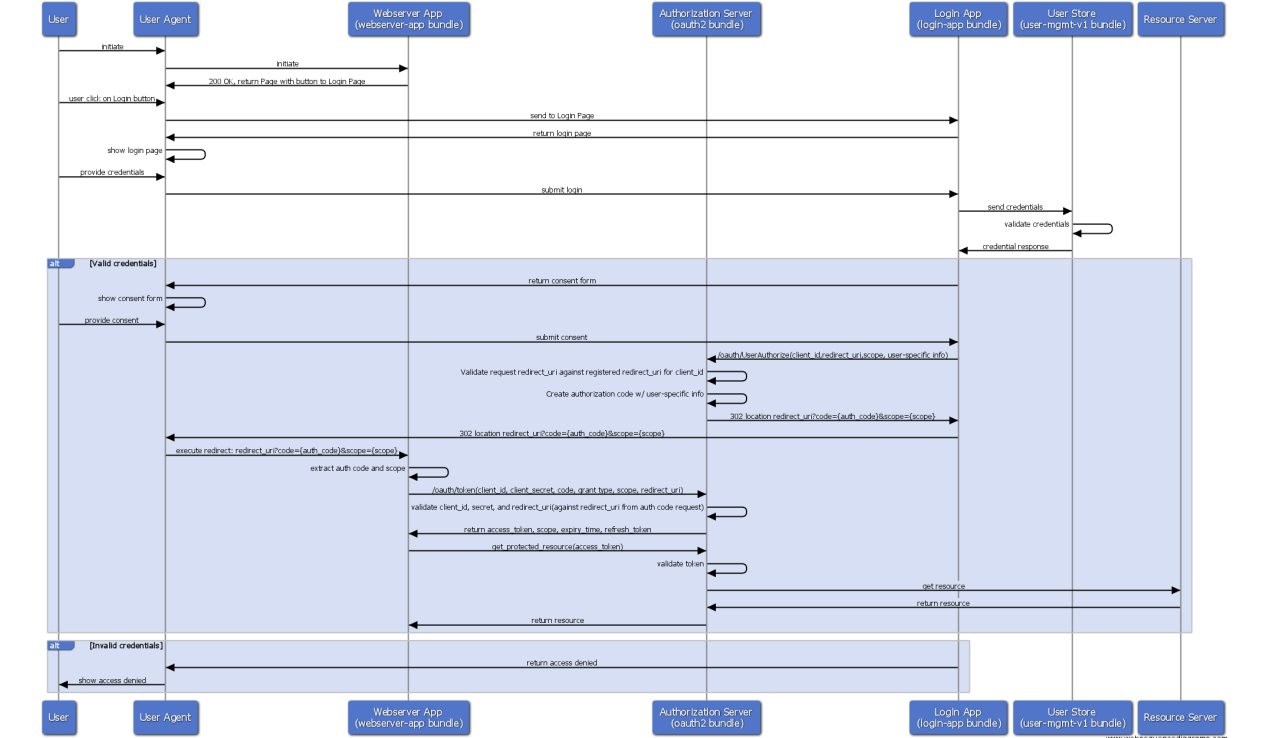 User
User Agent
Webserver App
(webserver-app bundle)
Authorization Server
(oauth2 bundle)
Login App
(login-app bundle)
User Store
(user-mgmt-v1 bundle)
Resource Server
initiate
initiate
200 OK, return Page with button to Login Page
user click on Login button
send to Login Page
return login page
show login page
provide credentials
submit login
send credentials
validate credentials
credential response
alt [Valid credentials]
return consent form
show consent form
provide consent
submit consent
/oauth/UserAuthorize(client_id,redirect_uri,scope, user-specific info)
Validate request redirect_uri against registered redirect_uri for client_id
Create authorization code w/ user-specific info
302 location redirect_uri?code={auth_code}&scope={scope}
302 location redirect_uri?code={auth_code}&scope={scope}
execute redirect: redirect_uri?code={auth_code}&scope={scope}
extract auth code and scope
/oauth/token(client_id, client_secret, code, grant type, scope, redirect_uri)
validate client_id, secret, and redirect_uri(against redirect_uri from auth code request)
return access_token, scope, expiry_time, refresh_token
get_protected_resource(access_token)
validate token
get resource
return resource
return resource
alt [Invalid credentials]
return access denied
show access denied
User
User Agent
Webserver App
(webserver-app bundle)
Authorization Server
(oauth2 bundle)
Login App
(login-app bundle)
User Store
(user-mgmt-v1 bundle)
Resource Server